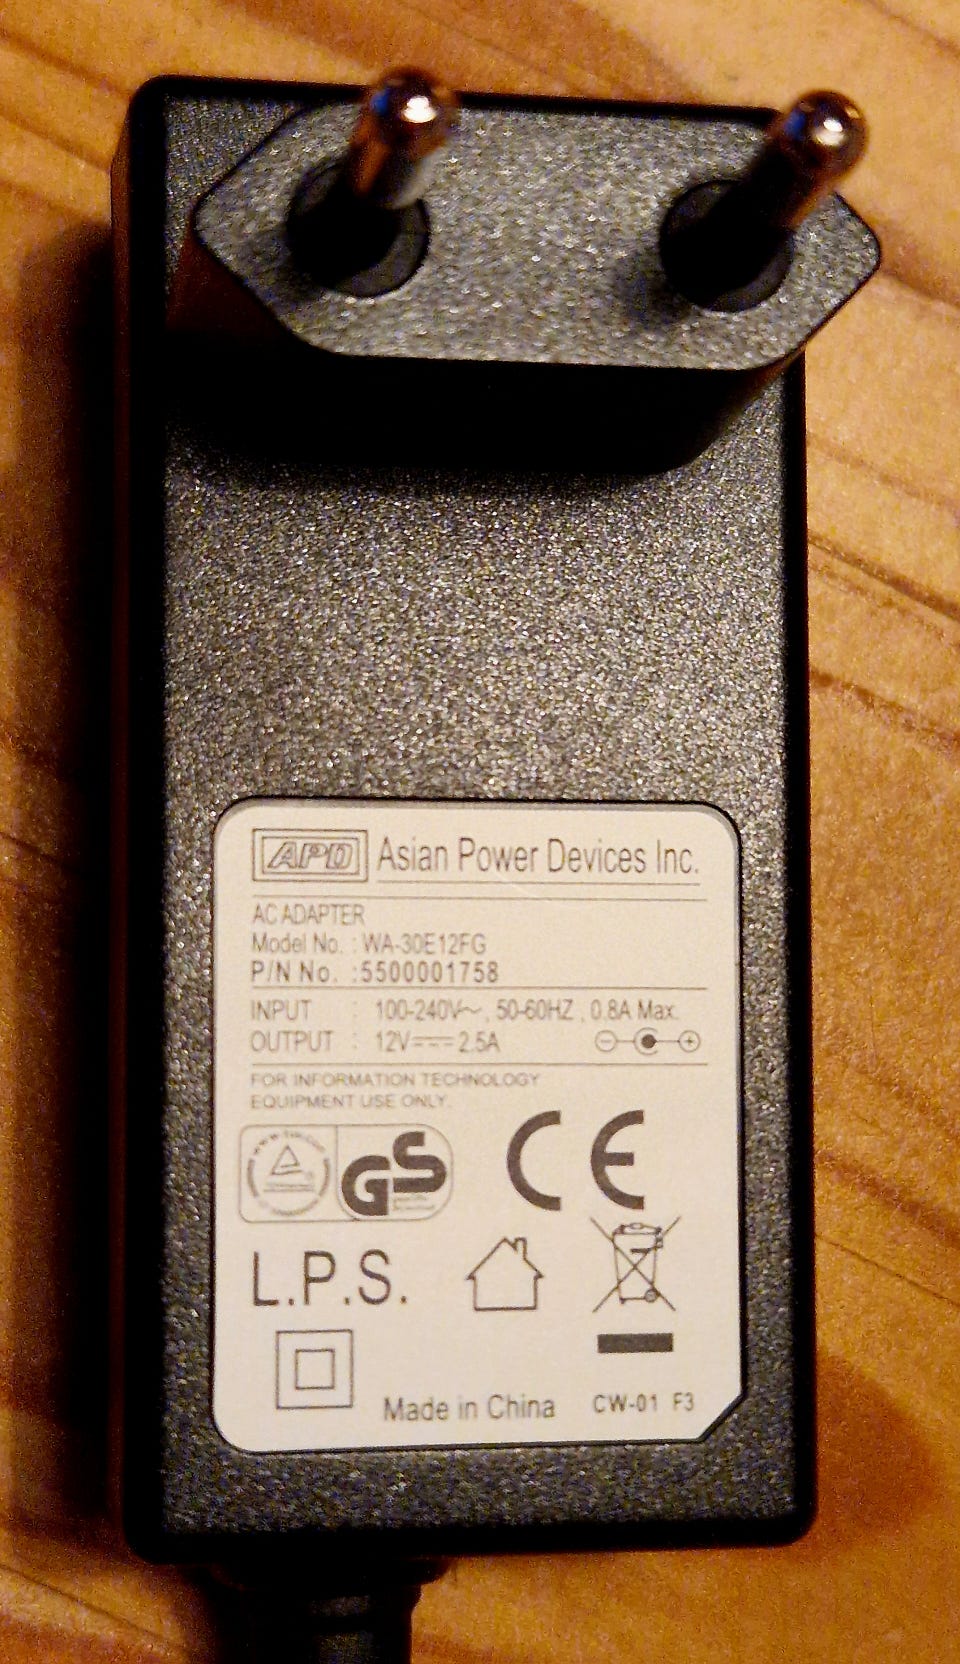 APD Asian Power Devices Inc.
AC ADAPTER
Model No. : WA-30E12FG
P/N No. :5500001758
INPUT : 100-240V~, 50-60HZ, 0.8A Max.
OUTPUT : 12V⎓2.5A
FOR INFORMATION TECHNOLOGY
EQUIPMENT USE ONLY.
GS CE
L.P.S.
Made in China CW-01 F3